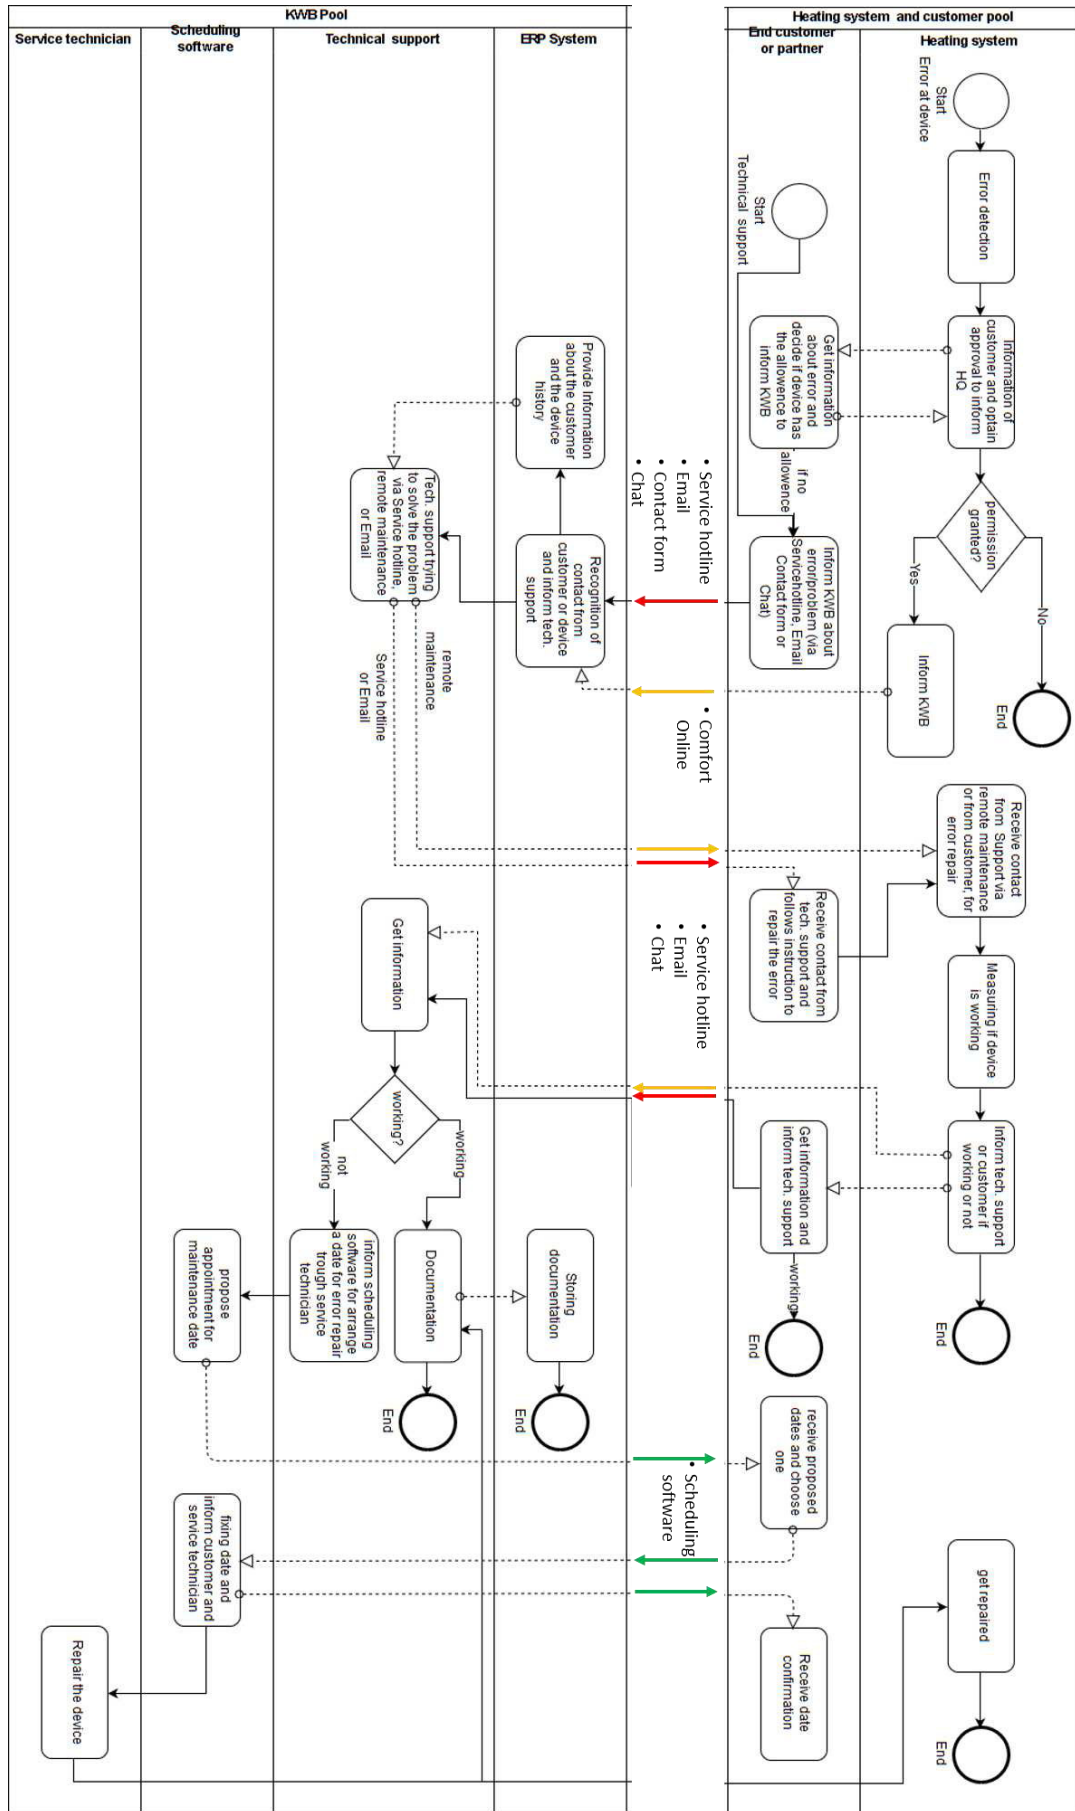 KWB Pool
Heating system and customer pool
Service technician
Scheduling
software
Technical support
ERP System
End customer
or partner
Heating system
Start
Error at device
Error detection
Information of
customer and optain
approval to inform
HQ
permission
granted?
No
Yes
End
Inform KWB
Start
Technical support
Get information
about error and
decide if device has
the allowence to
inform KWB
if no
allowence
Inform KWB about
error/problem (via
Servicehotline, Email
Contact form or
Chat)
• Service hotline
• Email
• Contact form
• Chat
• Comfort
Online
Provide Information
about the customer
and the device
history
Recognition of
contact from
customer or device
and inform tech.
support
Tech. support trying
to solve the problem
via Service hotline,
remote maintenance
or Email
remote
maintenance
Service hotline
or Email
Receive contact
from Support via
remote maintenance
or from customer, for
error repair
Receive contact from
tech. support and
follows instruction to
repair the error
• Service hotline
• Email
• Chat
Measuring if device
is working
Inform tech. support
or customer if
working or not
End
Get information and
inform tech. support
working
End
Get information
working?
working
not
working
Documentation
End
Storing
documentation
End
inform scheduling
software for arrange
a date for error repair
trough service
technician
propose
appointment for
maintenance date
receive proposed
dates and choose
one
• Scheduling
software
fixing date and
inform customer and
service technician
Receive date
confirmation
Repair the device
get repaired
End